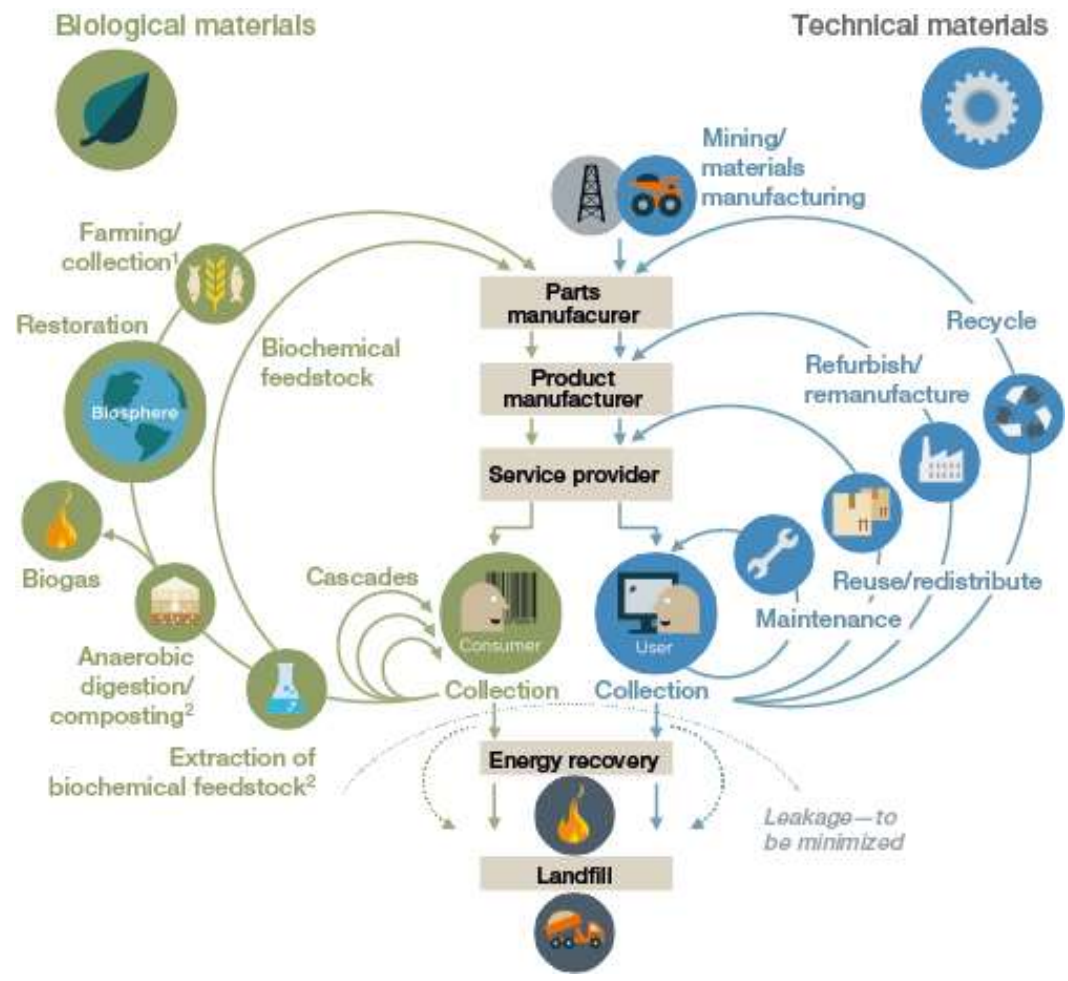 Biological materials
Technical materials
Mining/
materials
manufacturing
Farming/
collection¹
Restoration
Biosphere
Biochemical
feedstock
Parts
manufacurer
Recycle
Product
manufacturer
Refurbish/
remanufacture
Service provider
Biogas
Cascades
Consumer
User
Reuse/redistribute
Maintenance
Anaerobic
digestion/
composting²
Collection
Collection
Extraction of
biochemical feedstock²
Energy recovery
Leakage—to
be minimized
Landfill